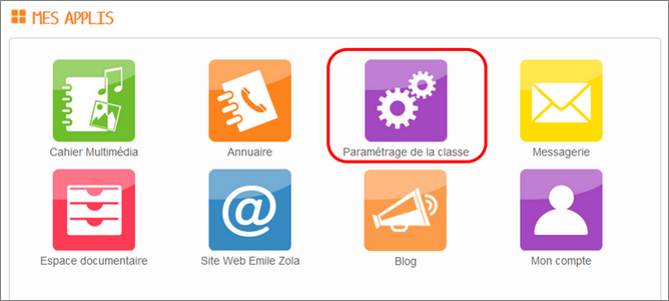 MES APPLIS
Cahier Multimédia Annuaire Paramétrage de la classe Messagerie
Espace documentaire Site Web Emile Zola Blog Mon compte